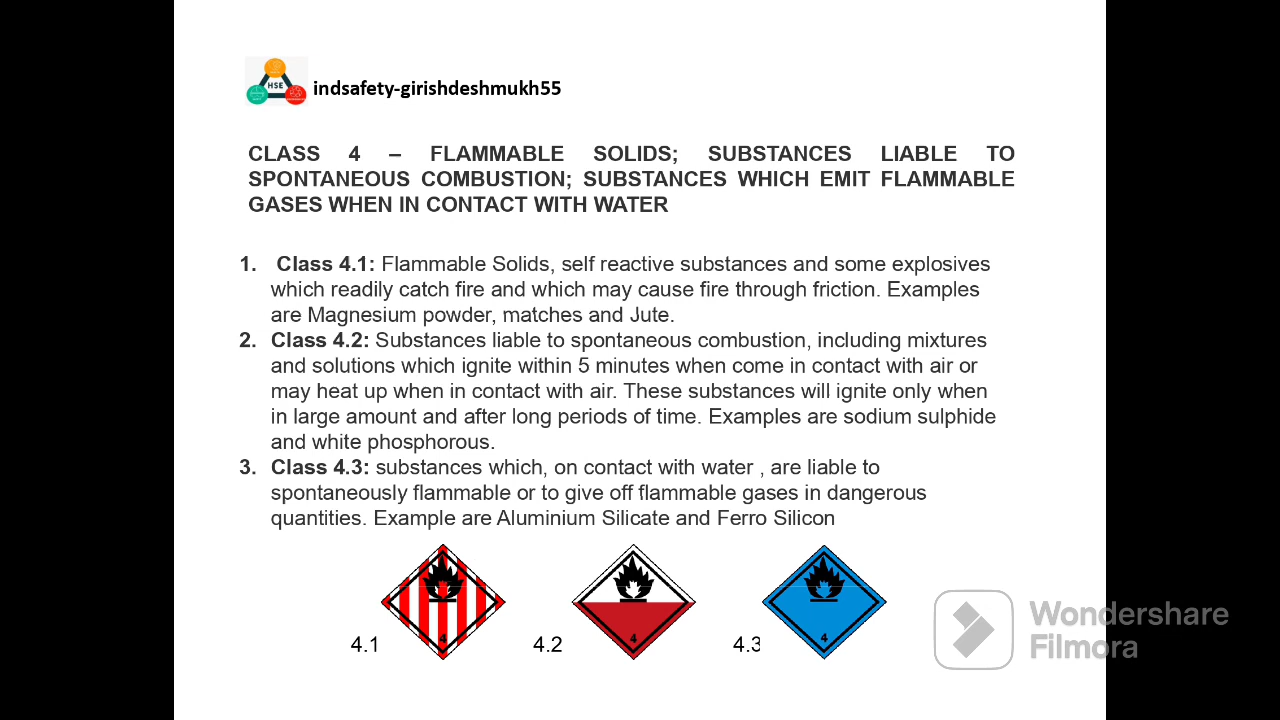 HSE
indsafety-girishdeshmukh55
CLASS 4 – FLAMMABLE SOLIDS; SUBSTANCES LIABLE TO
SPONTANEOUS COMBUSTION; SUBSTANCES WHICH EMIT FLAMMABLE
GASES WHEN IN CONTACT WITH WATER
1. Class 4.1: Flammable Solids, self reactive substances and some explosives
which readily catch fire and which may cause fire through friction. Examples
are Magnesium powder, matches and Jute.
2. Class 4.2: Substances liable to spontaneous combustion, including mixtures
and solutions which ignite within 5 minutes when come in contact with air or
may heat up when in contact with air. These substances will ignite only when
in large amount and after long periods of time. Examples are sodium sulphide
and white phosphorous.
3. Class 4.3: substances which, on contact with water , are liable to
spontaneously flammable or to give off flammable gases in dangerous
quantities. Example are Aluminium Silicate and Ferro Silicon
4.1 4 4.2 4 4.3 4
Wondershare
Filmora